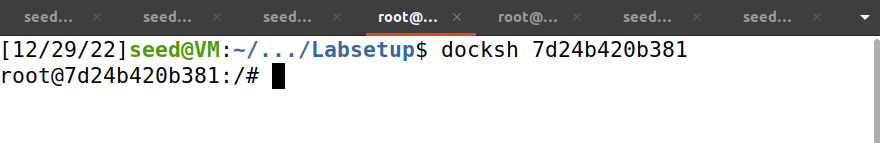 seed... × seed... × seed... × root@... × root@... × seed... × seed... ×
[12/29/22]seed@VM:~/.../Labsetup$ docksh 7d24b420b381
root@7d24b420b381:/#